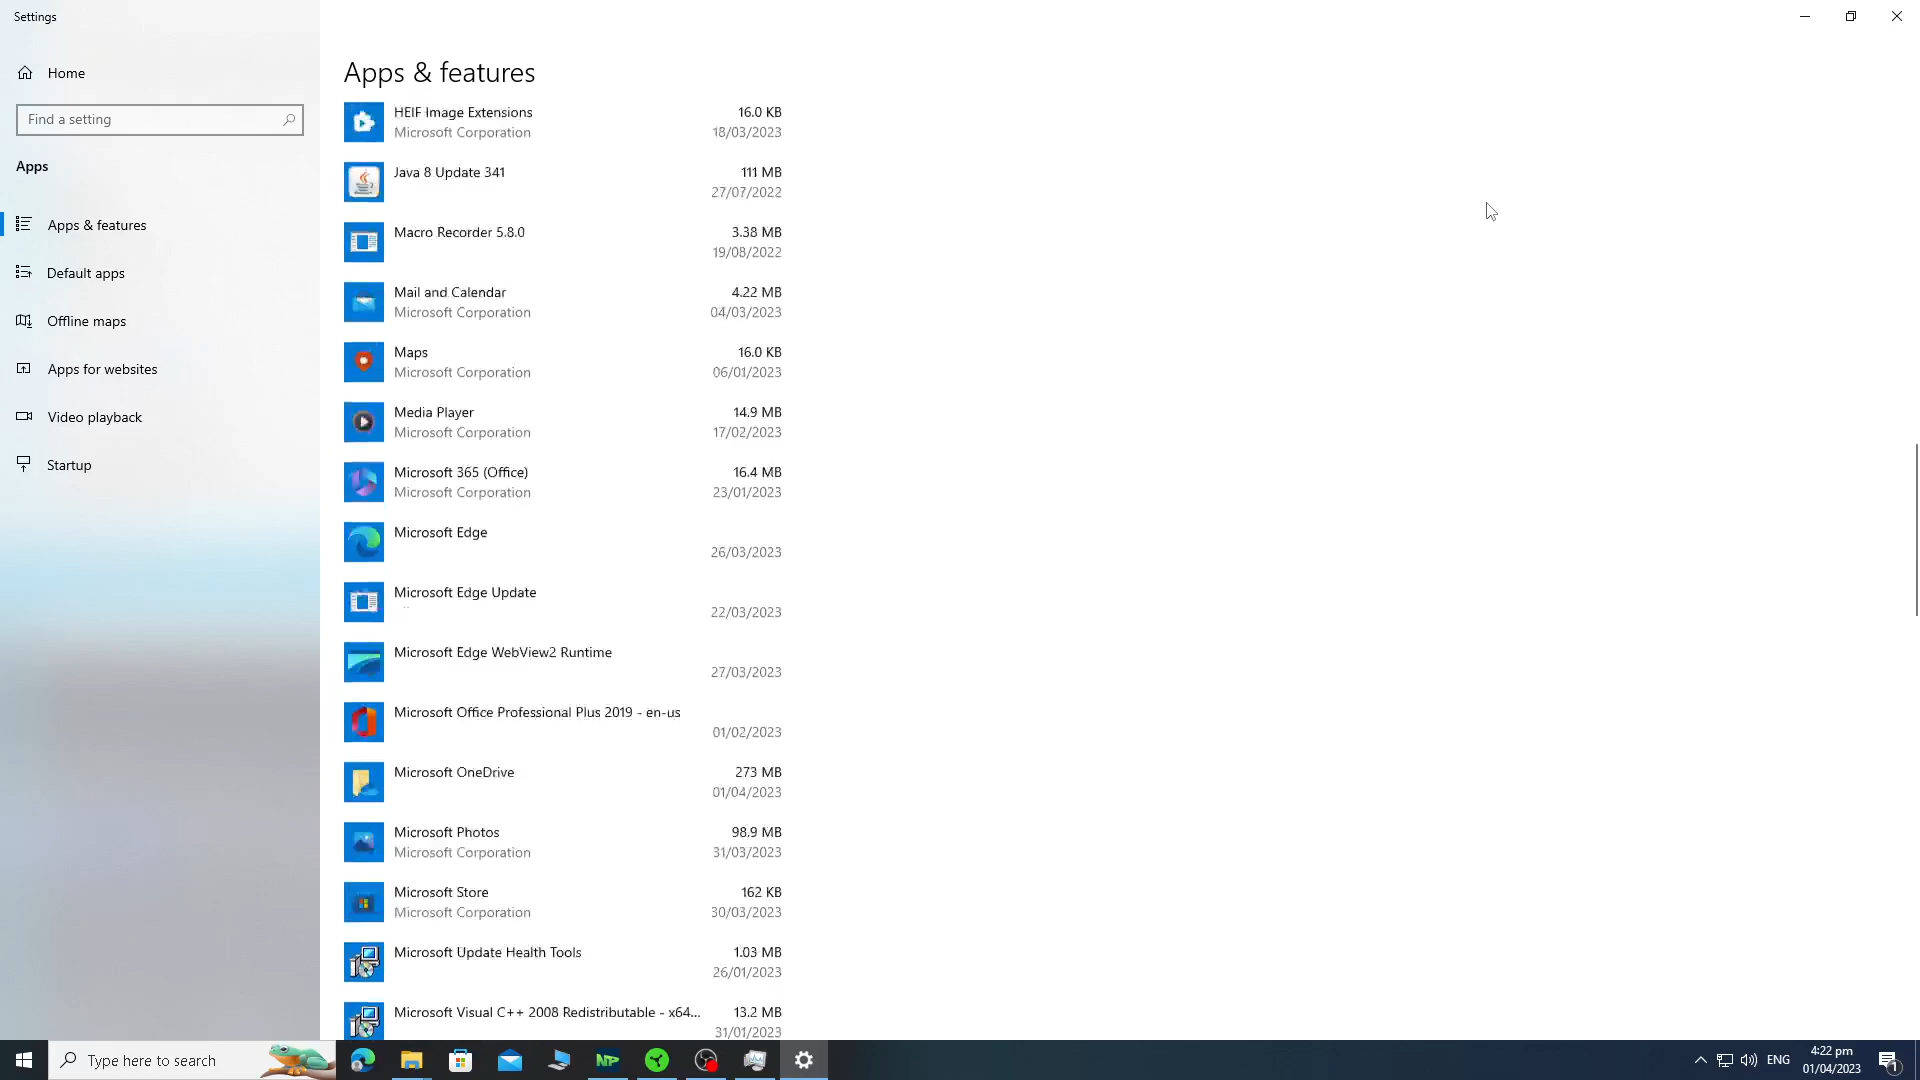 Settings
Home
Find a setting
Apps
Apps & features
Default apps
Offline maps
Apps for websites
Video playback
Startup
Apps & features
HEIF Image Extensions 16.0 KB
Microsoft Corporation 18/03/2023
Java 8 Update 341 111 MB
27/07/2022
Macro Recorder 5.8.0 3.38 MB
19/08/2022
Mail and Calendar 4.22 MB
Microsoft Corporation 04/03/2023
Maps 16.0 KB
Microsoft Corporation 06/01/2023
Media Player 14.9 MB
Microsoft Corporation 17/02/2023
Microsoft 365 (Office) 16.4 MB
Microsoft Corporation 23/01/2023
Microsoft Edge
26/03/2023
Microsoft Edge Update
22/03/2023
Microsoft Edge WebView2 Runtime
27/03/2023
Microsoft Office Professional Plus 2019 - en-us
01/02/2023
Microsoft OneDrive 273 MB
01/04/2023
Microsoft Photos 98.9 MB
Microsoft Corporation 31/03/2023
Microsoft Store 162 KB
Microsoft Corporation 30/03/2023
Microsoft Update Health Tools 1.03 MB
26/01/2023
Microsoft Visual C++ 2008 Redistributable - x64... 13.2 MB
31/01/2023
Type here to search
NP
ENG
4:22 pm
01/04/2023
1